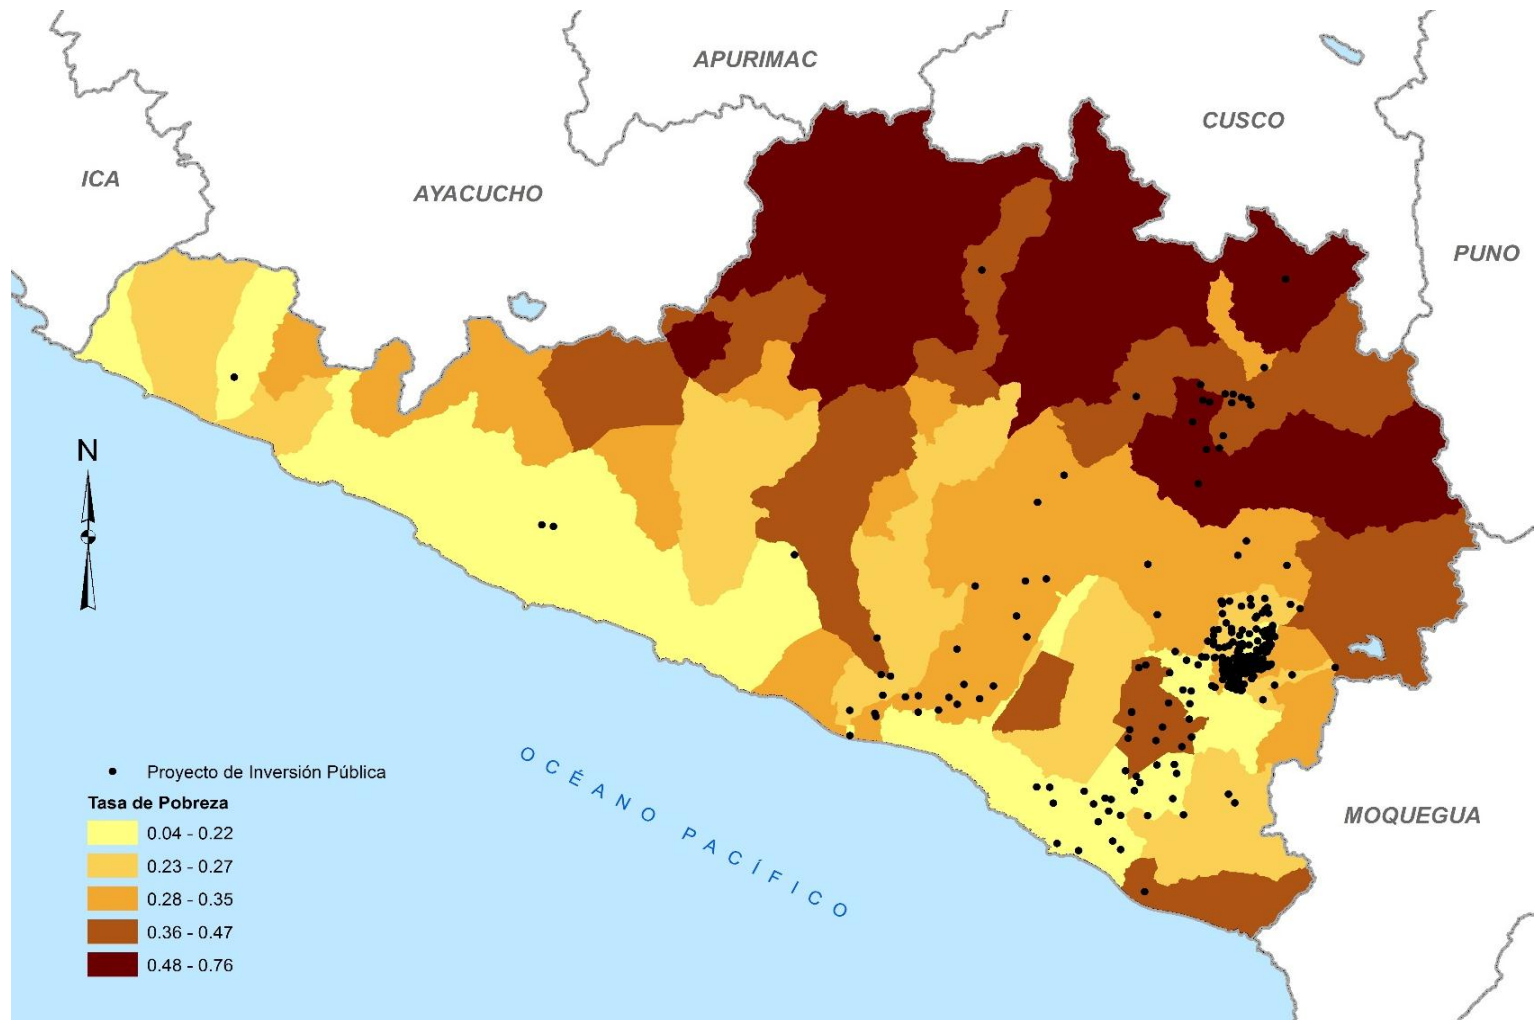 APURIMAC
CUSCO
ICA
AYACUCHO
PUNO
N
OCÉANO PACÍFICO
MOQUEGUA
Proyecto de Inversión Pública
Tasa de Pobreza
0.04 - 0.22
0.23 - 0.27
0.28 - 0.35
0.36 - 0.47
0.48 - 0.76